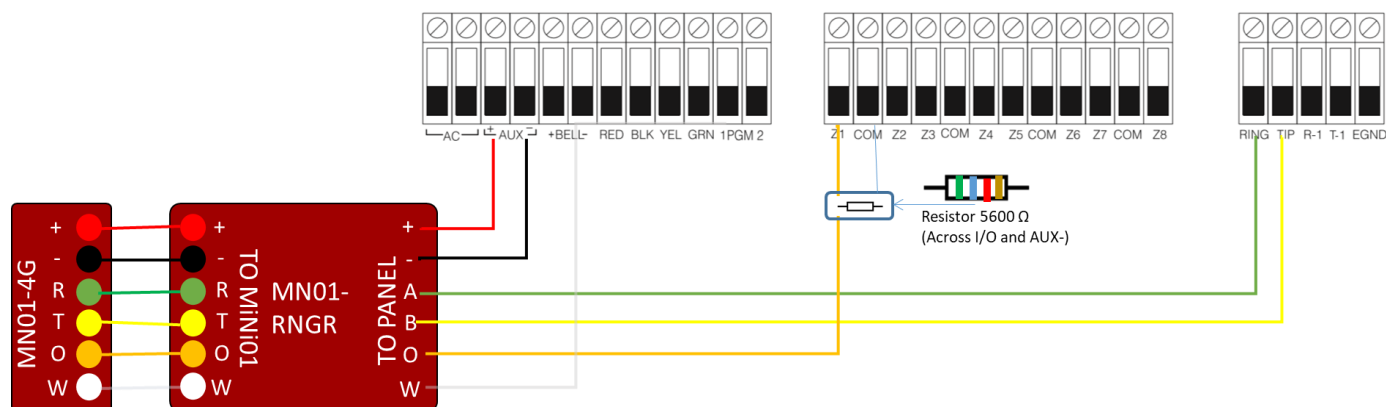 AC + AUX − +BELL- RED BLK YEL GRN 1PGM 2
Z1 COM Z2 Z3 COM Z4 Z5 COM Z6 Z7 COM Z8
RING TIP R-1 T-1 EGND
Resistor 5600 Ω
(Across I/O and AUX-)
MN01-4G
+
-
R
T
O
W
+
-
R
T
O
W
TO MiNi01
MN01-
RNGR
TO PANEL
+
-
A
B
O
W